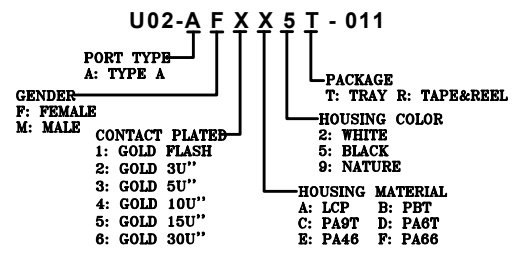 U02-AFXX5T-011
PORT TYPE
A: TYPE A
GENDER
F: FEMALE
M: MALE
CONTACT PLATED
1: GOLD FLASH
2: GOLD 3U"
3: GOLD 5U"
4: GOLD 10U"
5: GOLD 15U"
6: GOLD 30U"
PACKAGE
T: TRAY R: TAPE&REEL
HOUSING COLOR
2: WHITE
5: BLACK
9: NATURE
HOUSING MATERIAL
A: LCP B: PBT
C: PA9T D: PA6T
E: PA46 F: PA66